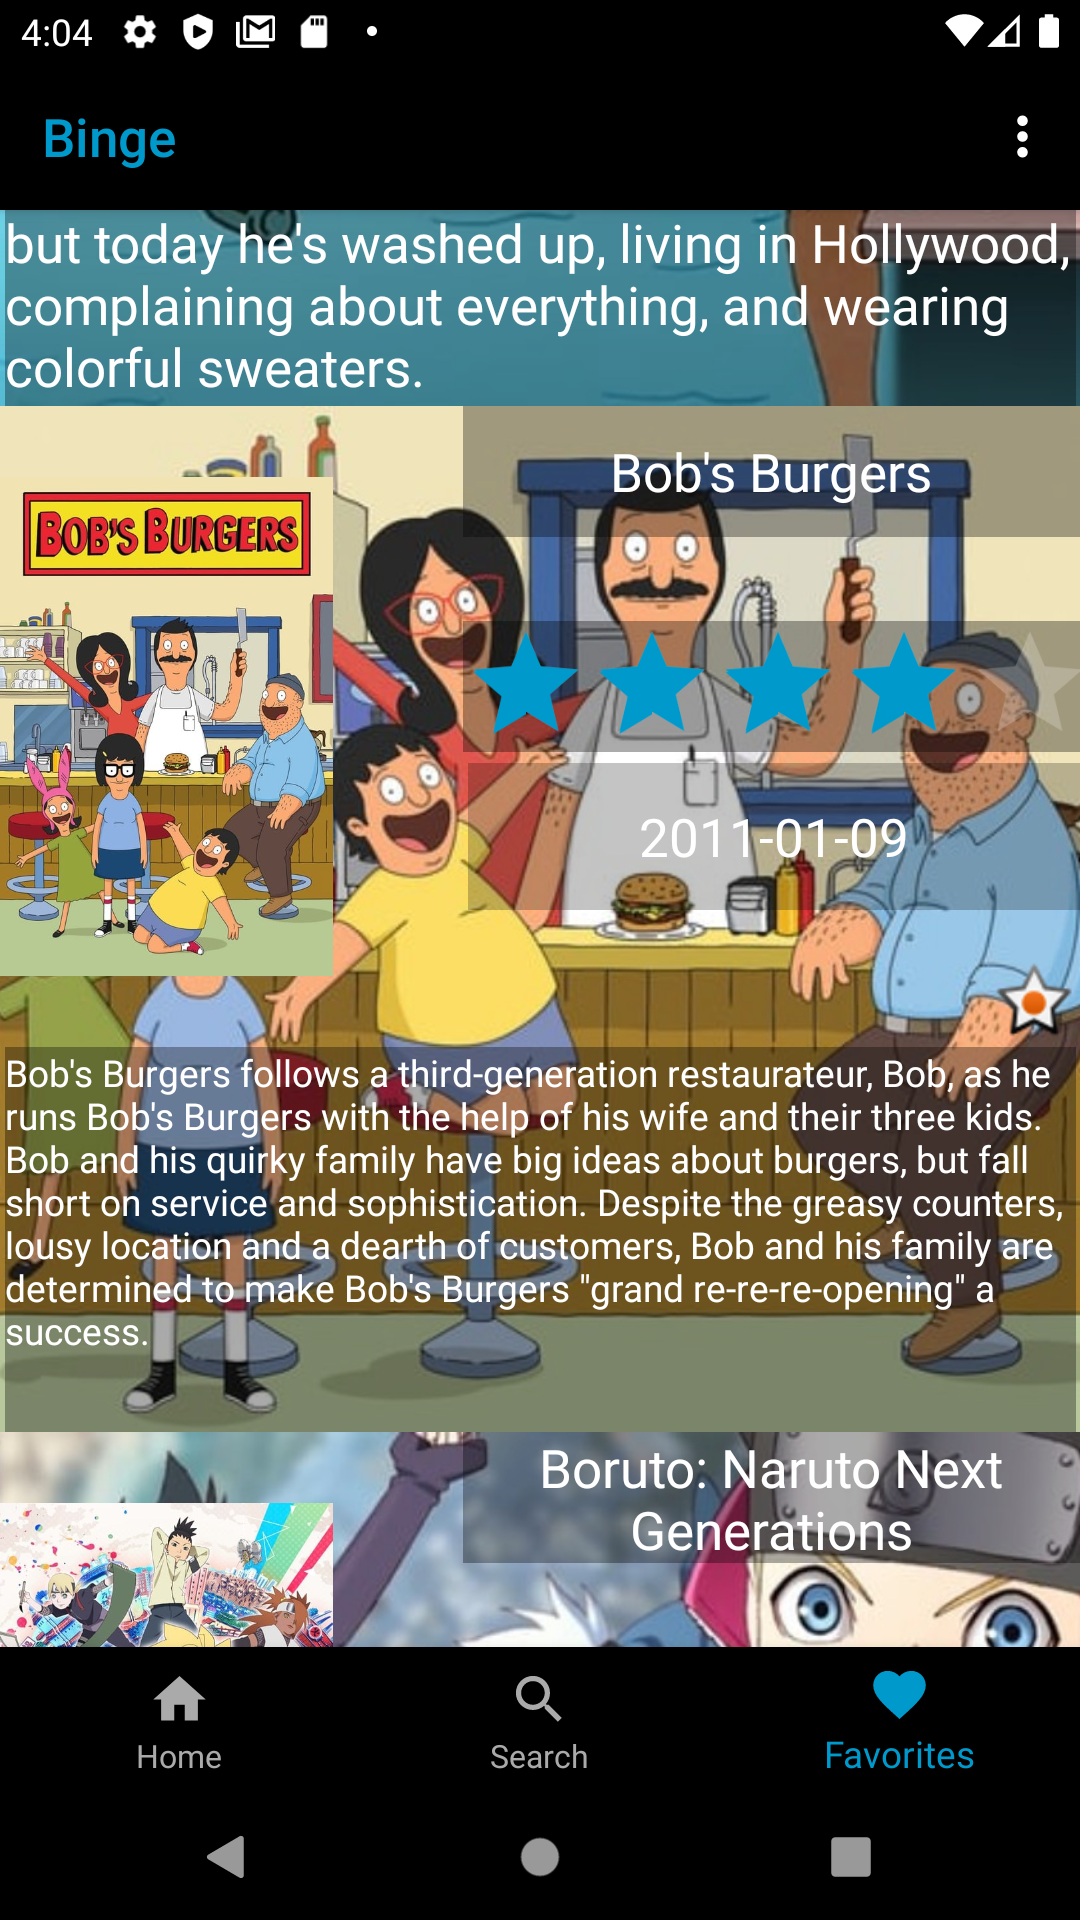 4:04
Binge
but today he's washed up, living in Hollywood,
complaining about everything, and wearing
colorful sweaters.
Bob's Burgers
BOB'S BURGERS
2011-01-09
Bob's Burgers follows a third-generation restaurateur, Bob, as he
runs Bob's Burgers with the help of his wife and their three kids.
Bob and his quirky family have big ideas about burgers, but fall
short on service and sophistication. Despite the greasy counters,
lousy location and a dearth of customers, Bob and his family are
determined to make Bob's Burgers "grand re-re-re-opening" a
success.
Boruto: Naruto Next
Generations
Home
Search
Favorites